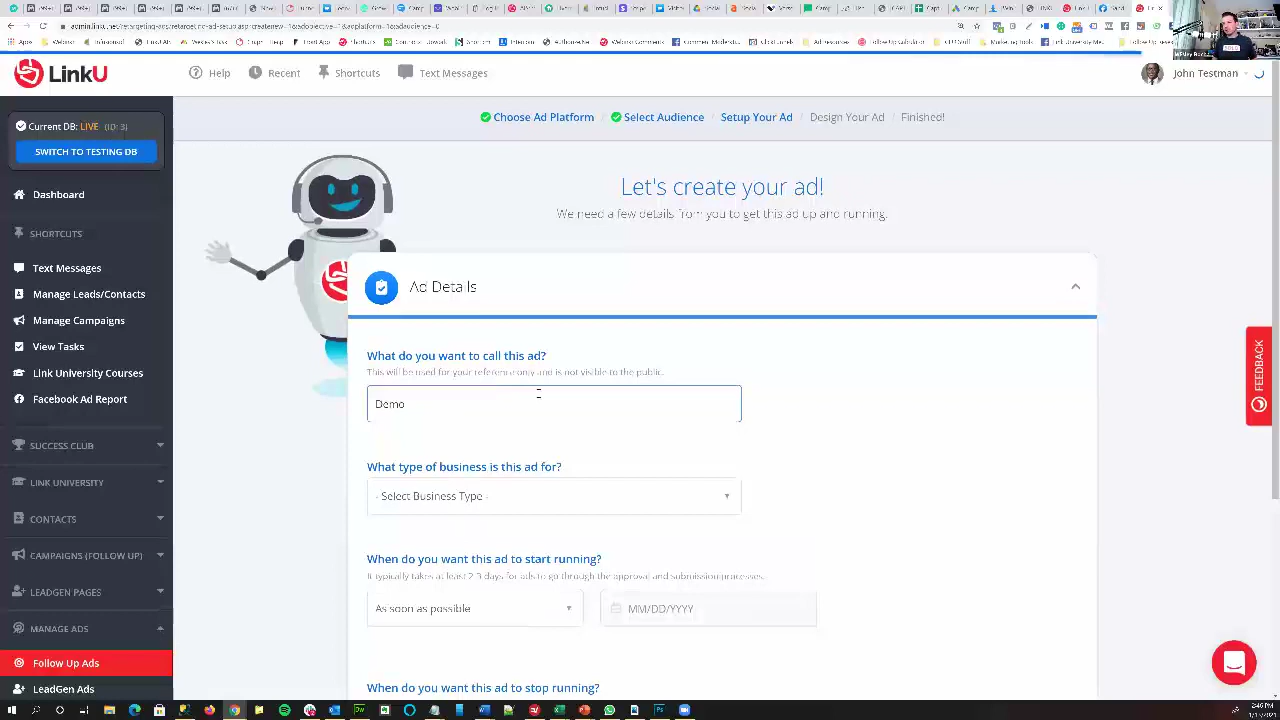 admin.linku.net
LinkU
Help
Recent
Shortcuts
Text Messages
John Testman
Current DB: LIVE (ID: 3)
SWITCH TO TESTING DB
Dashboard
SHORTCUTS
Text Messages
Manage Leads/Contacts
Manage Campaigns
View Tasks
Link University Courses
Facebook Ad Report
SUCCESS CLUB
LINK UNIVERSITY
CONTACTS
CAMPAIGNS (FOLLOW UP)
LEADGEN PAGES
MANAGE ADS
Follow Up Ads
LeadGen Ads
Choose Ad Platform / Select Audience / Setup Your Ad / Design Your Ad / Finished!
Let's create your ad!
We need a few details from you to get this ad up and running.
Ad Details
What do you want to call this ad?
This will be used for your reference only and is not visible to the public.
Demo
What type of business is this ad for?
- Select Business Type -
When do you want this ad to start running?
It typically takes at least 2-3 days for ads to go through the approval and submission processes.
As soon as possible
MM/DD/YYYY
When do you want this ad to stop running?
FEEDBACK
2:46 PM